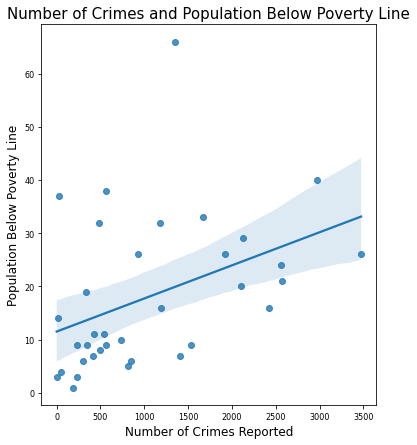 Number of Crimes and Population Below Poverty Line
Population Below Poverty Line
60
50
40
30
20
10
0
0 500 1000 1500 2000 2500 3000 3500
Number of Crimes Reported